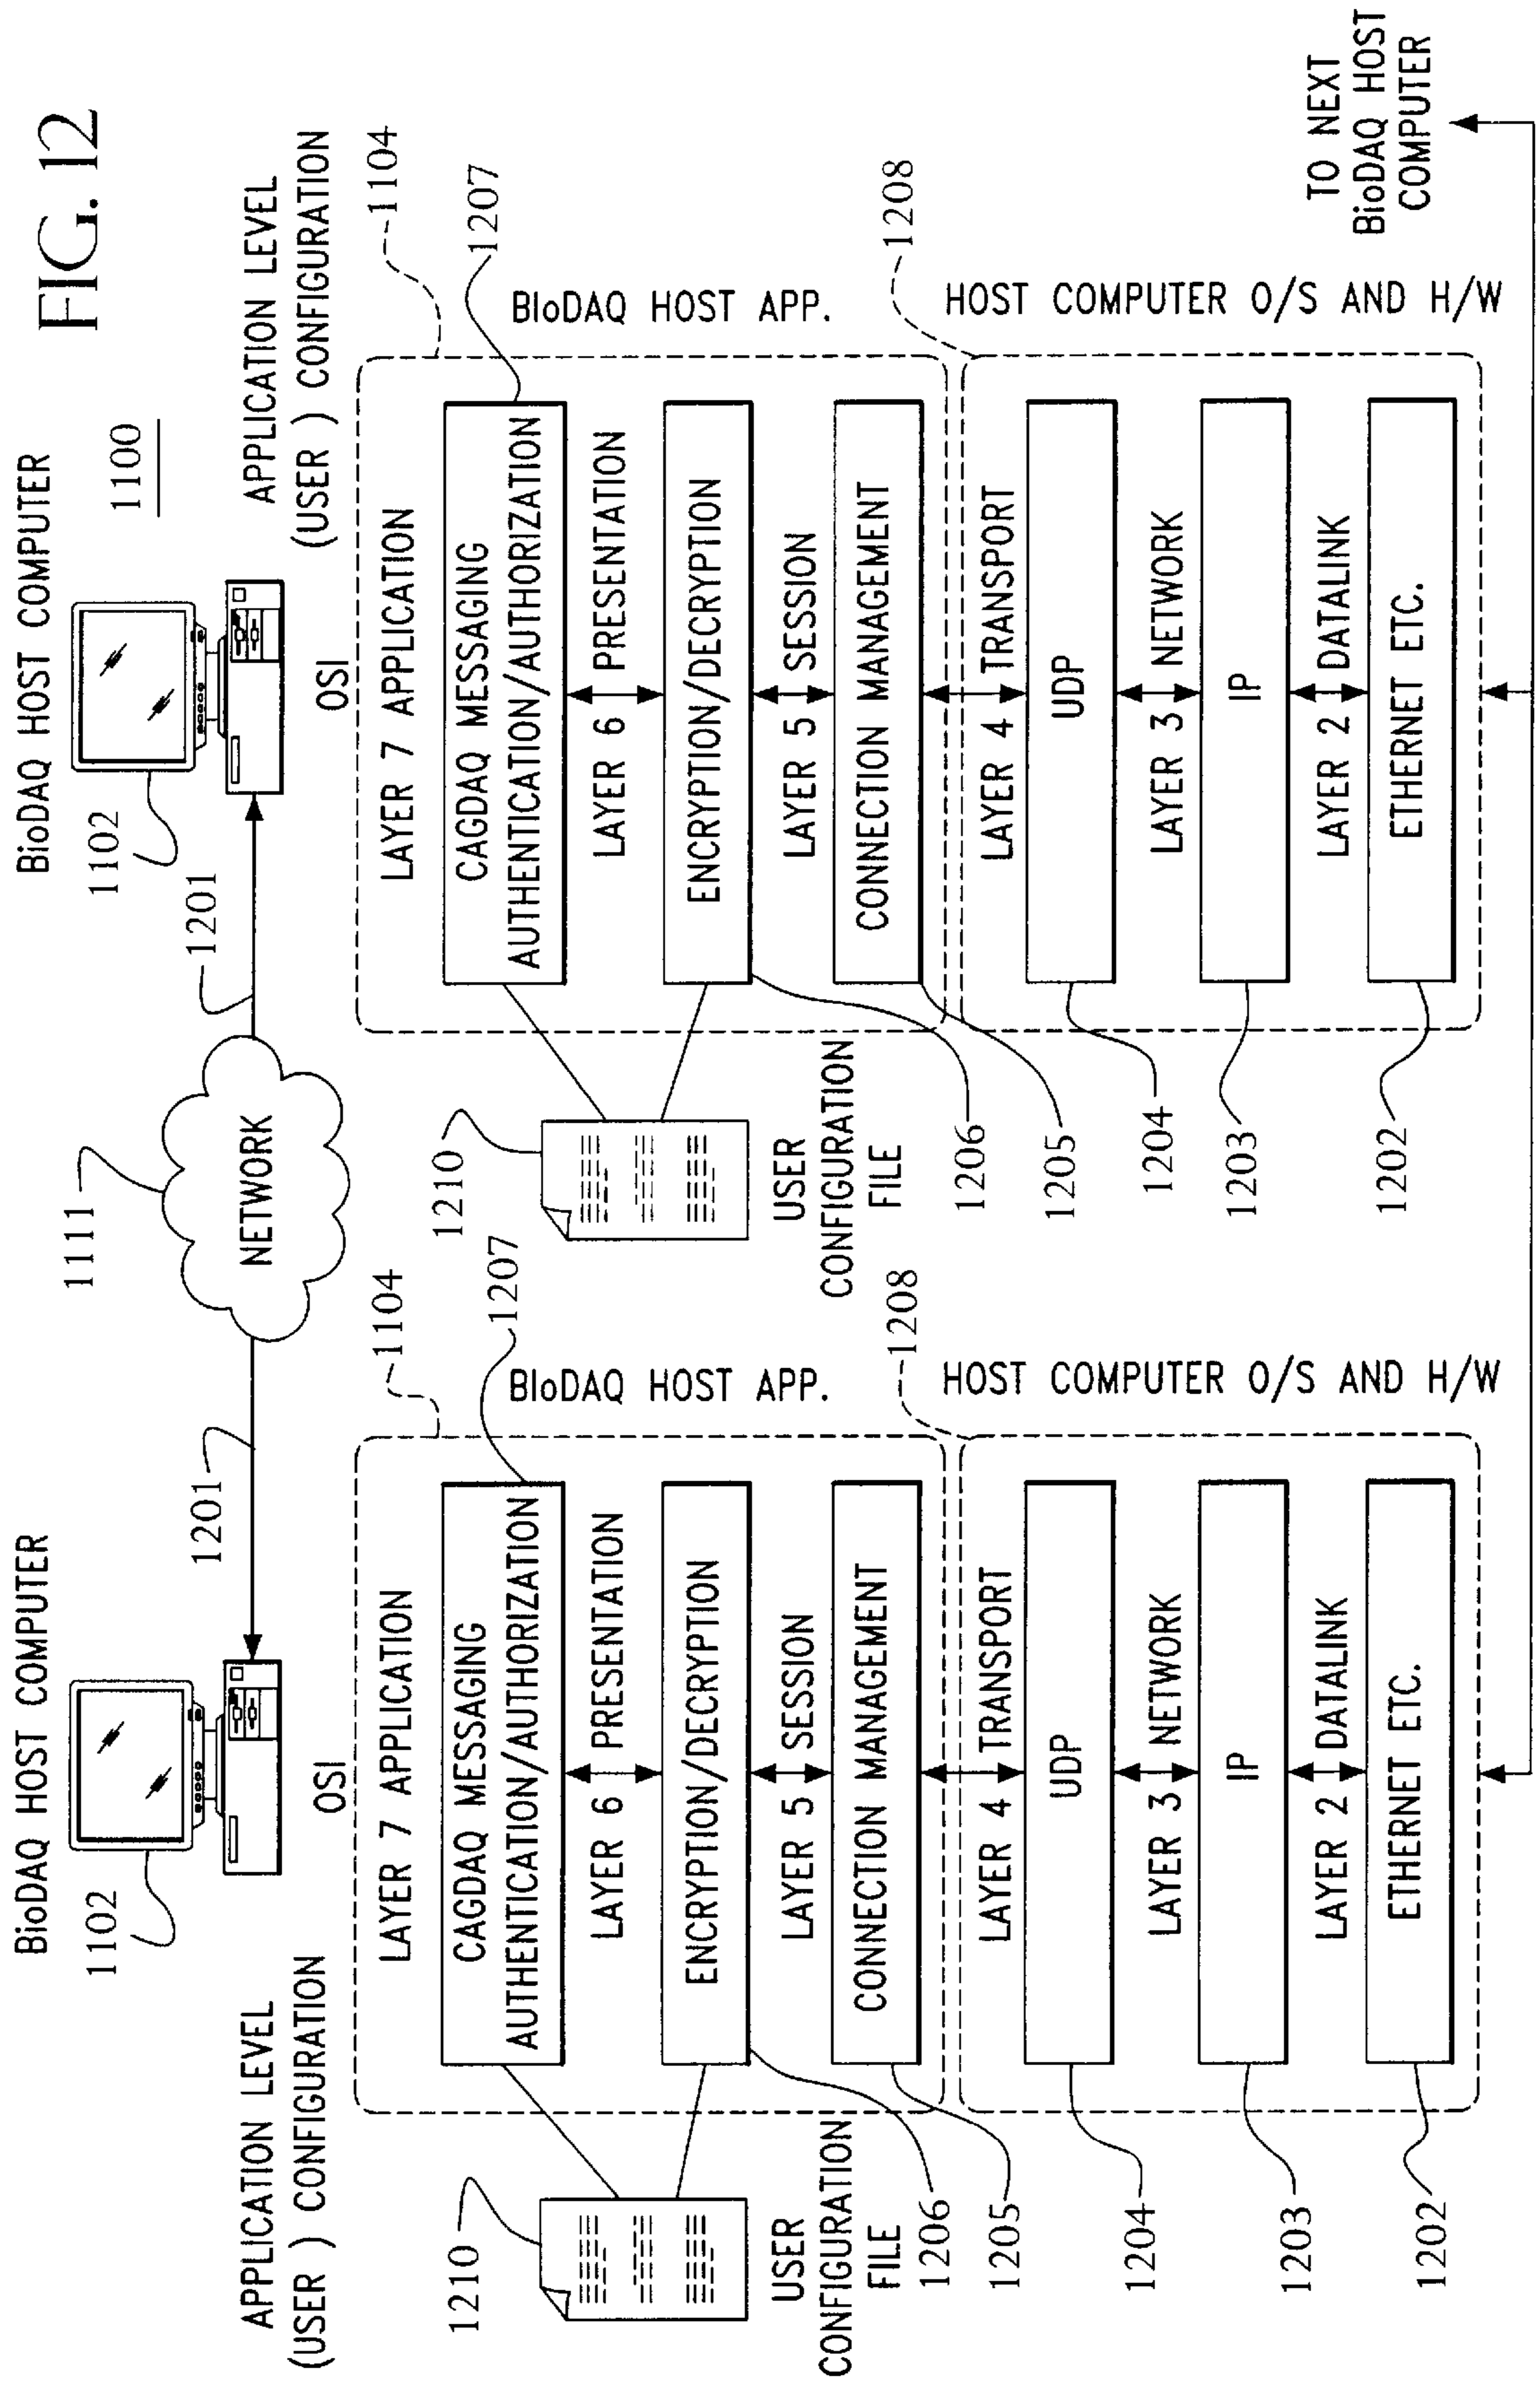 FIG. 12
1100
BioDAQ HOST COMPUTER
1102
1201
1111
NETWORK
1201
BioDAQ HOST COMPUTER
1102
APPLICATION LEVEL
(USER ) CONFIGURATION
OSI
1104
LAYER 7 APPLICATION
CAGDAQ MESSAGING
AUTHENTICATION/AUTHORIZATION
1207
BIoDAQ HOST APP.
LAYER 6 PRESENTATION
ENCRYPTION/DECRYPTION
LAYER 5 SESSION
CONNECTION MANAGEMENT
1208
HOST COMPUTER O/S AND H/W
LAYER 4 TRANSPORT
UDP
LAYER 3 NETWORK
IP
LAYER 2 DATALINK
ETHERNET ETC.
1210
USER
CONFIGURATION
FILE
1206
1205
1204
1203
1202
APPLICATION LEVEL
(USER ) CONFIGURATION
OSI
1104
LAYER 7 APPLICATION
CAGDAQ MESSAGING
AUTHENTICATION/AUTHORIZATION
1207
BIoDAQ HOST APP.
LAYER 6 PRESENTATION
ENCRYPTION/DECRYPTION
LAYER 5 SESSION
CONNECTION MANAGEMENT
1208
HOST COMPUTER O/S AND H/W
LAYER 4 TRANSPORT
UDP
LAYER 3 NETWORK
IP
LAYER 2 DATALINK
ETHERNET ETC.
1210
USER
CONFIGURATION
FILE
1206
1205
1204
1203
1202
TO NEXT
BioDAQ HOST
COMPUTER